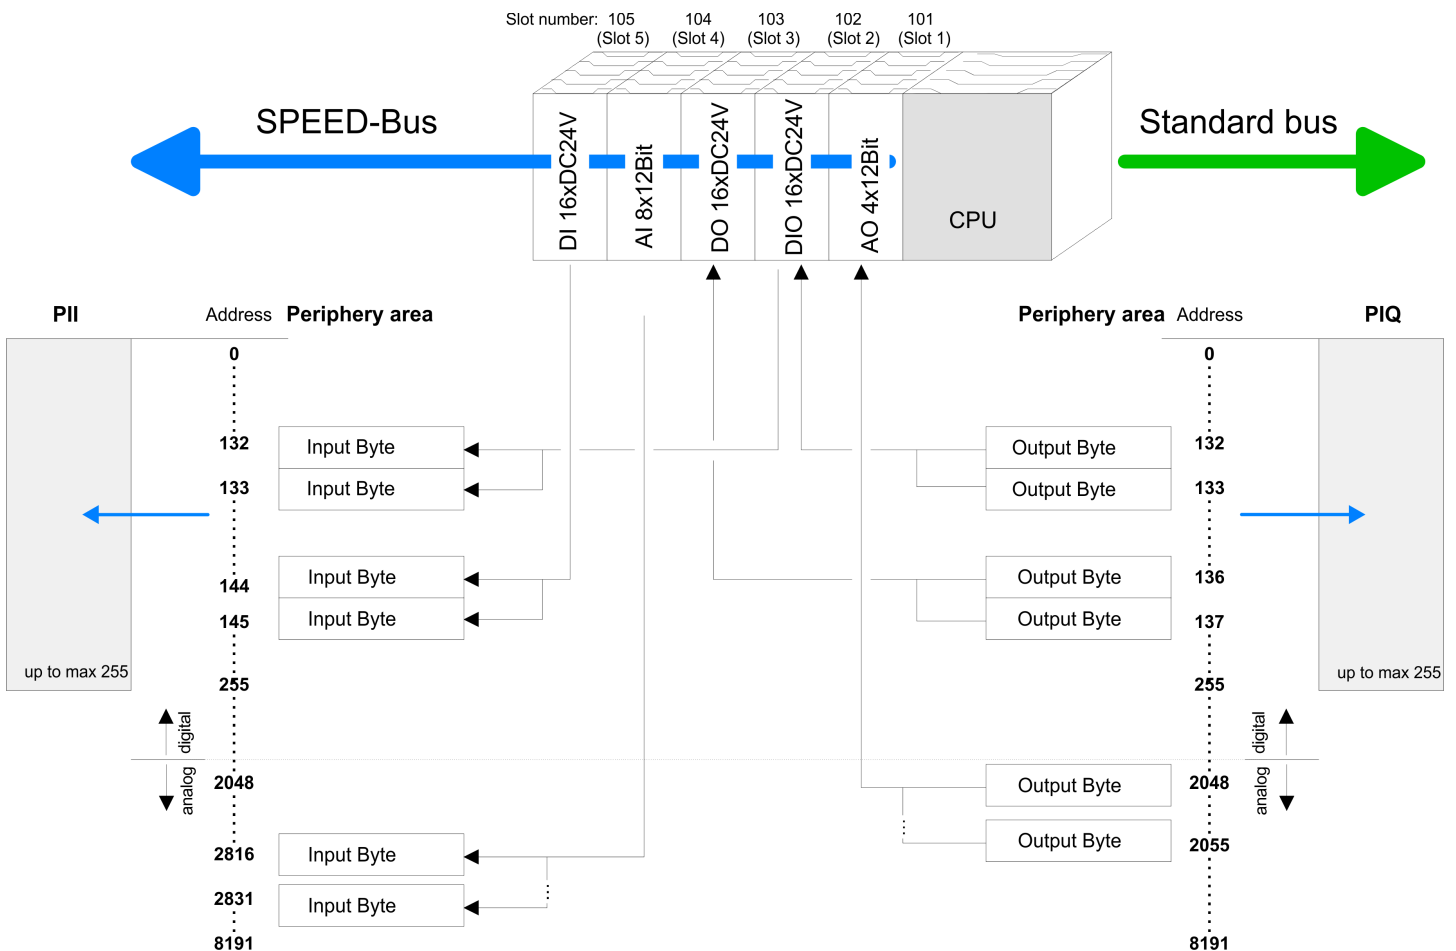 Slot number: 105 104 103 102 101
(Slot 5) (Slot 4) (Slot 3) (Slot 2) (Slot 1)
SPEED-Bus
Standard bus
DI 16xDC24V
AI 8x12Bit
DO 16xDC24V
DIO 16xDC24V
AO 4x12Bit
CPU
PII
Address Periphery area
0
132 Input Byte
133 Input Byte
144 Input Byte
145 Input Byte
up to max 255
255
digital
analog
2048
2816 Input Byte
2831 Input Byte
8191
Periphery area Address
PIQ
0
Output Byte 132
Output Byte 133
Output Byte 136
Output Byte 137
up to max 255
255
digital
analog
Output Byte 2048
Output Byte 2055
8191